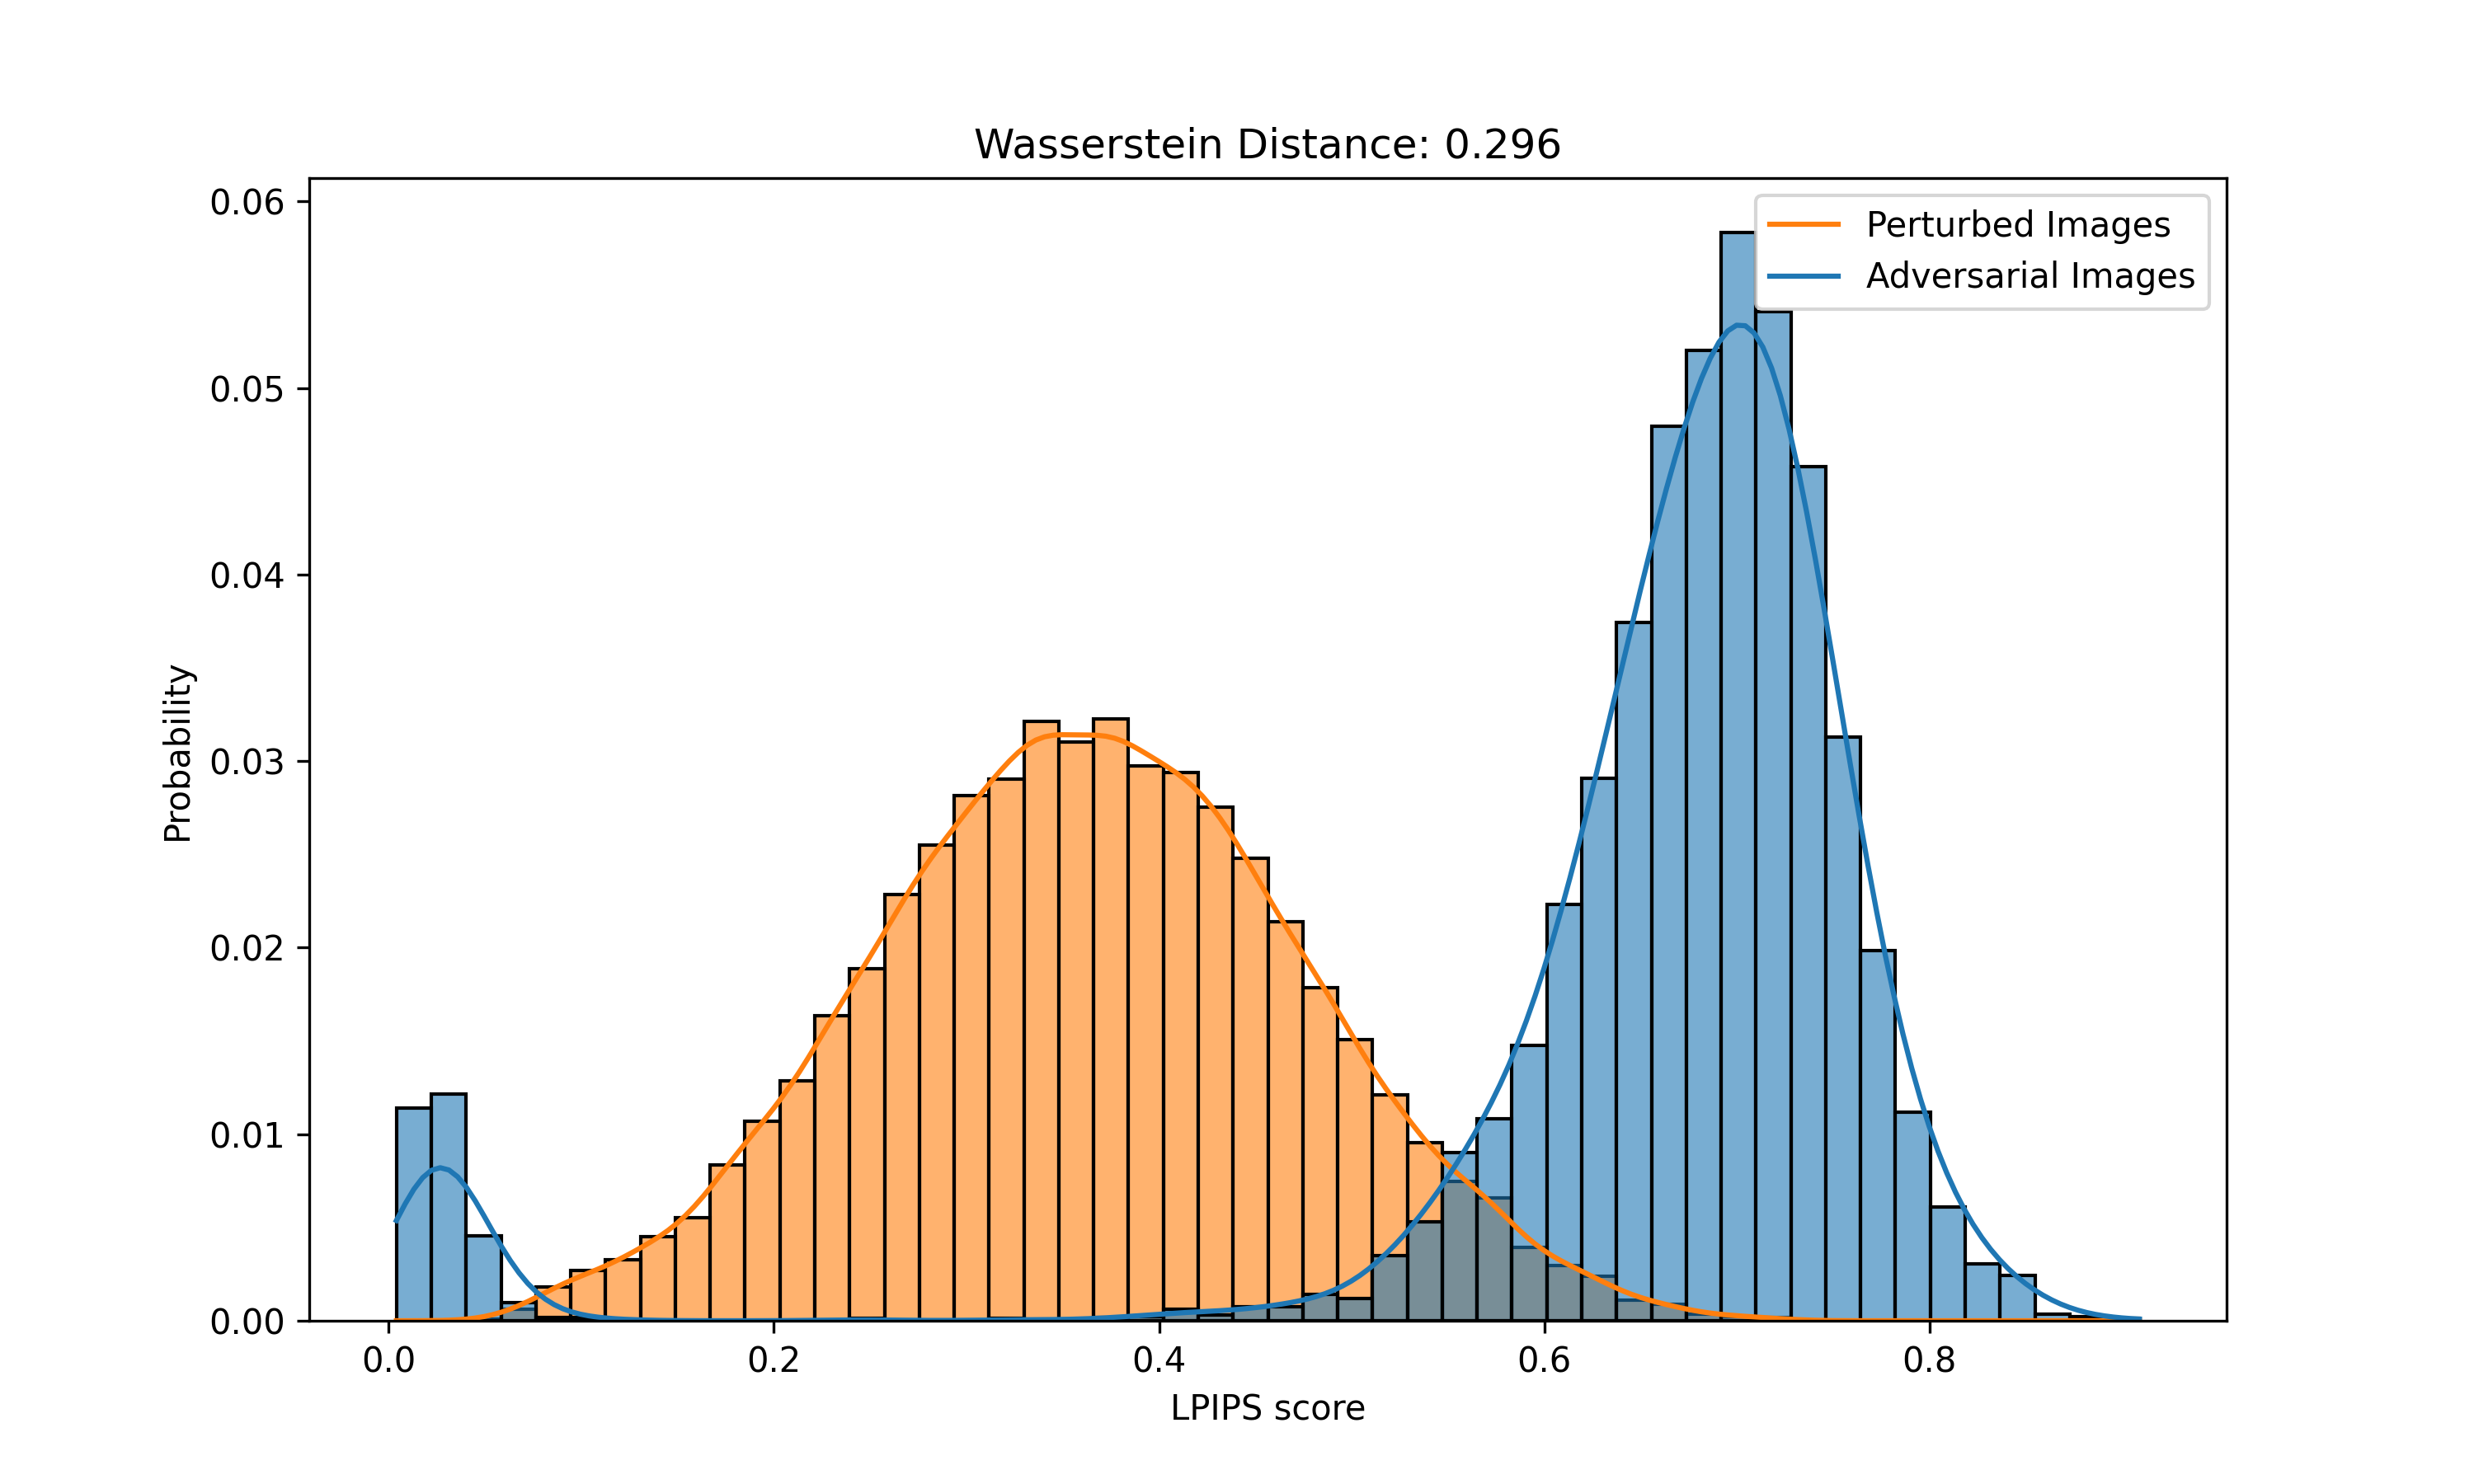 Wasserstein Distance: 0.296
Perturbed Images
Adversarial Images
0.06
0.05
0.04
0.03
0.02
0.01
0.00
Probability
0.0 0.2 0.4 0.6 0.8
LPIPS score